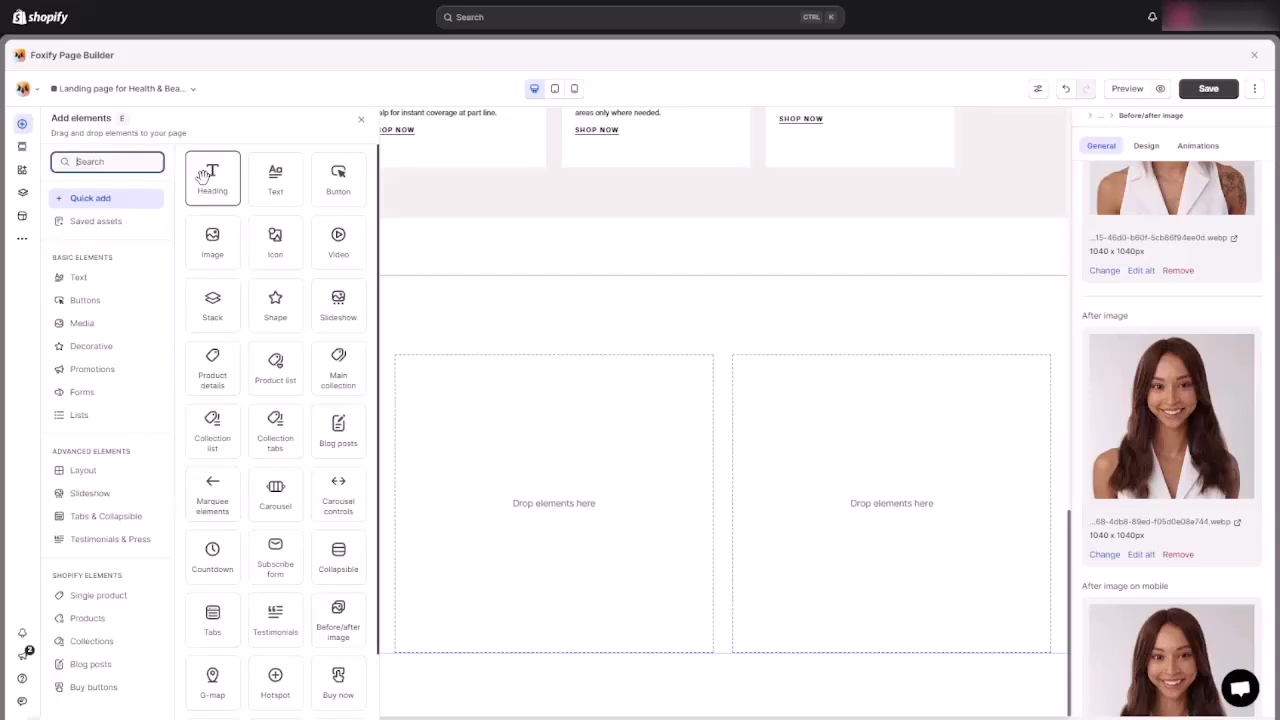 shopify
Search
CTRL K
Foxify Page Builder
Landing page for Health & Bea...
Preview
Save
Add elements E
Drag and drop elements to your page
Search
Quick add
Saved assets
BASIC ELEMENTS
Text
Buttons
Media
Decorative
Promotions
Forms
Lists
ADVANCED ELEMENTS
Layout
Slideshow
Tabs & Collapsible
Testimonials & Press
SHOPIFY ELEMENTS
Single product
Products
Collections
Blog posts
Buy buttons
2
Heading
Text
Button
Image
Icon
Video
Stack
Shape
Slideshow
Product
details
Product list
Main
collection
Collection
list
Collection
tabs
Blog posts
Marquee
elements
Carousel
Carousel
controls
Countdown
Subscribe
form
Collapsible
Tabs
Testimonials
Before/after
image
G-map
Hotspot
Buy now
alp for instant coverage at part line.
OP NOW
areas only where needed.
SHOP NOW
SHOP NOW
Drop elements here
Drop elements here
... Before/after image
General
Design
Animations
...15-46d0-b60f-5cb86f94ee0d.webp
1040 x 1040px
Change Edit alt Remove
After image
...68-4db8-89ed-f05d0e08e744.webp
1040 x 1040px
Change Edit alt Remove
After image on mobile